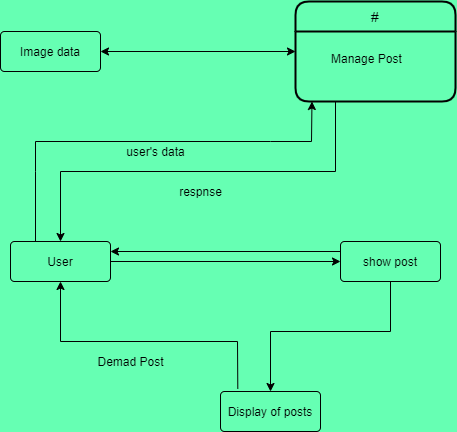 #
Image data
Manage Post
user's data
respnse
User
show post
Demad Post
Display of posts